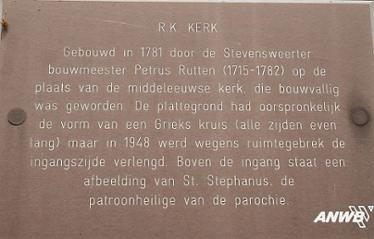 R.K. KERK
Gebouwd in 1781 door de Stevensweerter
bouwmeester Petrus Rutten (1715-1782) op de
plaats van de middeleeuwse kerk, die bouwvallig
was geworden. De plattegrond had oorspronkelijk
de vorm van een Grieks kruis (alle zijden even
lang) maar in 1948 werd wegens ruimtegebrek de
ingangszijde verlengd. Boven de ingang staat een
afbeelding van St. Stephanus, de
patroonheilige van de parochie.
ANWB